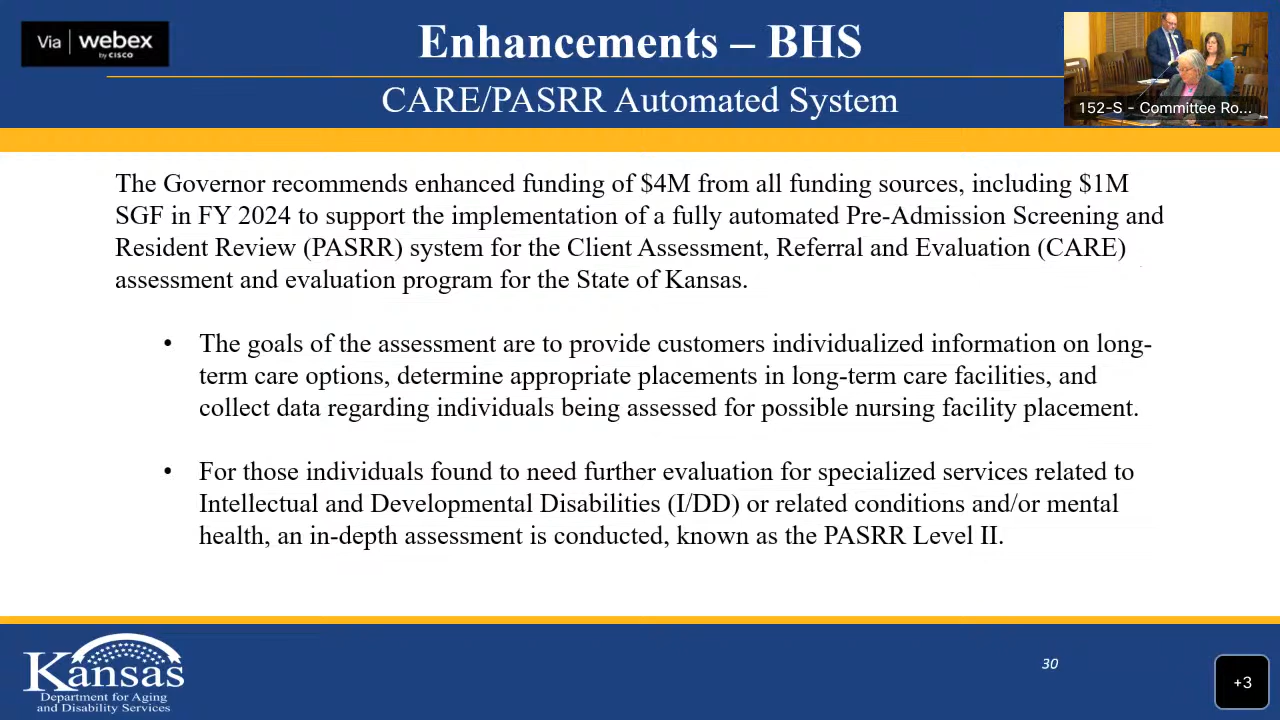 Via webex
by CISCO
Enhancements – BHS
CARE/PASRR Automated System
152-S - Committee Ro...
The Governor recommends enhanced funding of $4M from all funding sources, including $1M
SGF in FY 2024 to support the implementation of a fully automated Pre-Admission Screening and
Resident Review (PASRR) system for the Client Assessment, Referral and Evaluation (CARE)
assessment and evaluation program for the State of Kansas.
• The goals of the assessment are to provide customers individualized information on long-
term care options, determine appropriate placements in long-term care facilities, and
collect data regarding individuals being assessed for possible nursing facility placement.
• For those individuals found to need further evaluation for specialized services related to
Intellectual and Developmental Disabilities (I/DD) or related conditions and/or mental
health, an in-depth assessment is conducted, known as the PASRR Level II.
Kansas
Department for Aging
and Disability Services
30
+3